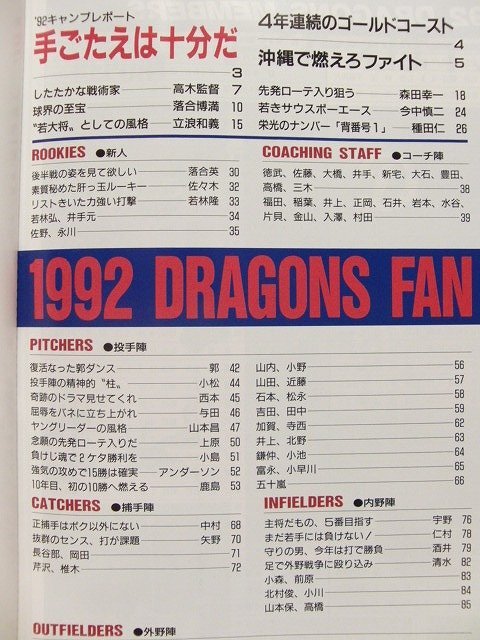 '92キャンプレポート
手ごたえは十分だ
3
4年連続のゴールドコースト
4
沖縄で燃えろファイト
5
したたかな戦術家 高木監督 7
球界の至宝 落合博満 10
〝若大将〟としての風格 立浪和義 15
先発ローテ入り狙う 森田幸一 18
若きサウスポーエース 今中慎二 24
栄光のナンバー「背番号1」 種田仁 26
ROOKIES ●新人
後半戦の姿を見て欲しい 落合英 30
素質秘めた肝っ玉ルーキー 佐々木 32
リストきいた力強い打撃 若林隆 33
若林弘、井手元 34
佐野、永川 35
COACHING STAFF ●コーチ陣
徳武、佐藤、大橋、井手、新宅、大石、豊田、
高橋、三木 38
福田、稲葉、井上、正岡、石井、岩本、水谷、
片貝、金山、入澤、村田 39
1992 DRAGONS FAN
PITCHERS ●投手陣
復活なった郭ダンス 郭 42
投手陣の精神的〝柱〟 小松 44
奇跡のドラマ見せてくれ 西本 45
屈辱をバネに立ち上がれ 与田 46
ヤングリーダーの風格 山本昌 47
念願の先発ローテ入りだ 上原 50
負けじ魂で2ケタ勝利を 小島 51
強気の攻めで15勝は確実 アンダーソン 52
10年目、初の10勝へ燃える 鹿島 53
山内、小野 56
山田、近藤 57
石本、松永 58
吉田、田中 59
加賀、寺西 62
井上、北野 63
鎌仲、小池 64
富永、小早川 65
五十嵐 66
CATCHERS ●捕手陣
正捕手はボク以外にない 中村 68
抜群のセンス、打が課題 矢野 70
長谷部、岡田 71
芹沢、椎木 72
INFIELDERS ●内野陣
主将だもの、5番目指す 宇野 76
まだ若手には負けない! 仁村 78
守りの男、今年は打で勝負 酒井 79
足で外野戦争に殴り込み 清水 82
小森、前原 83
北村俊、小川 84
山本保、高橋 85
OUTFIELDERS ●外野陣